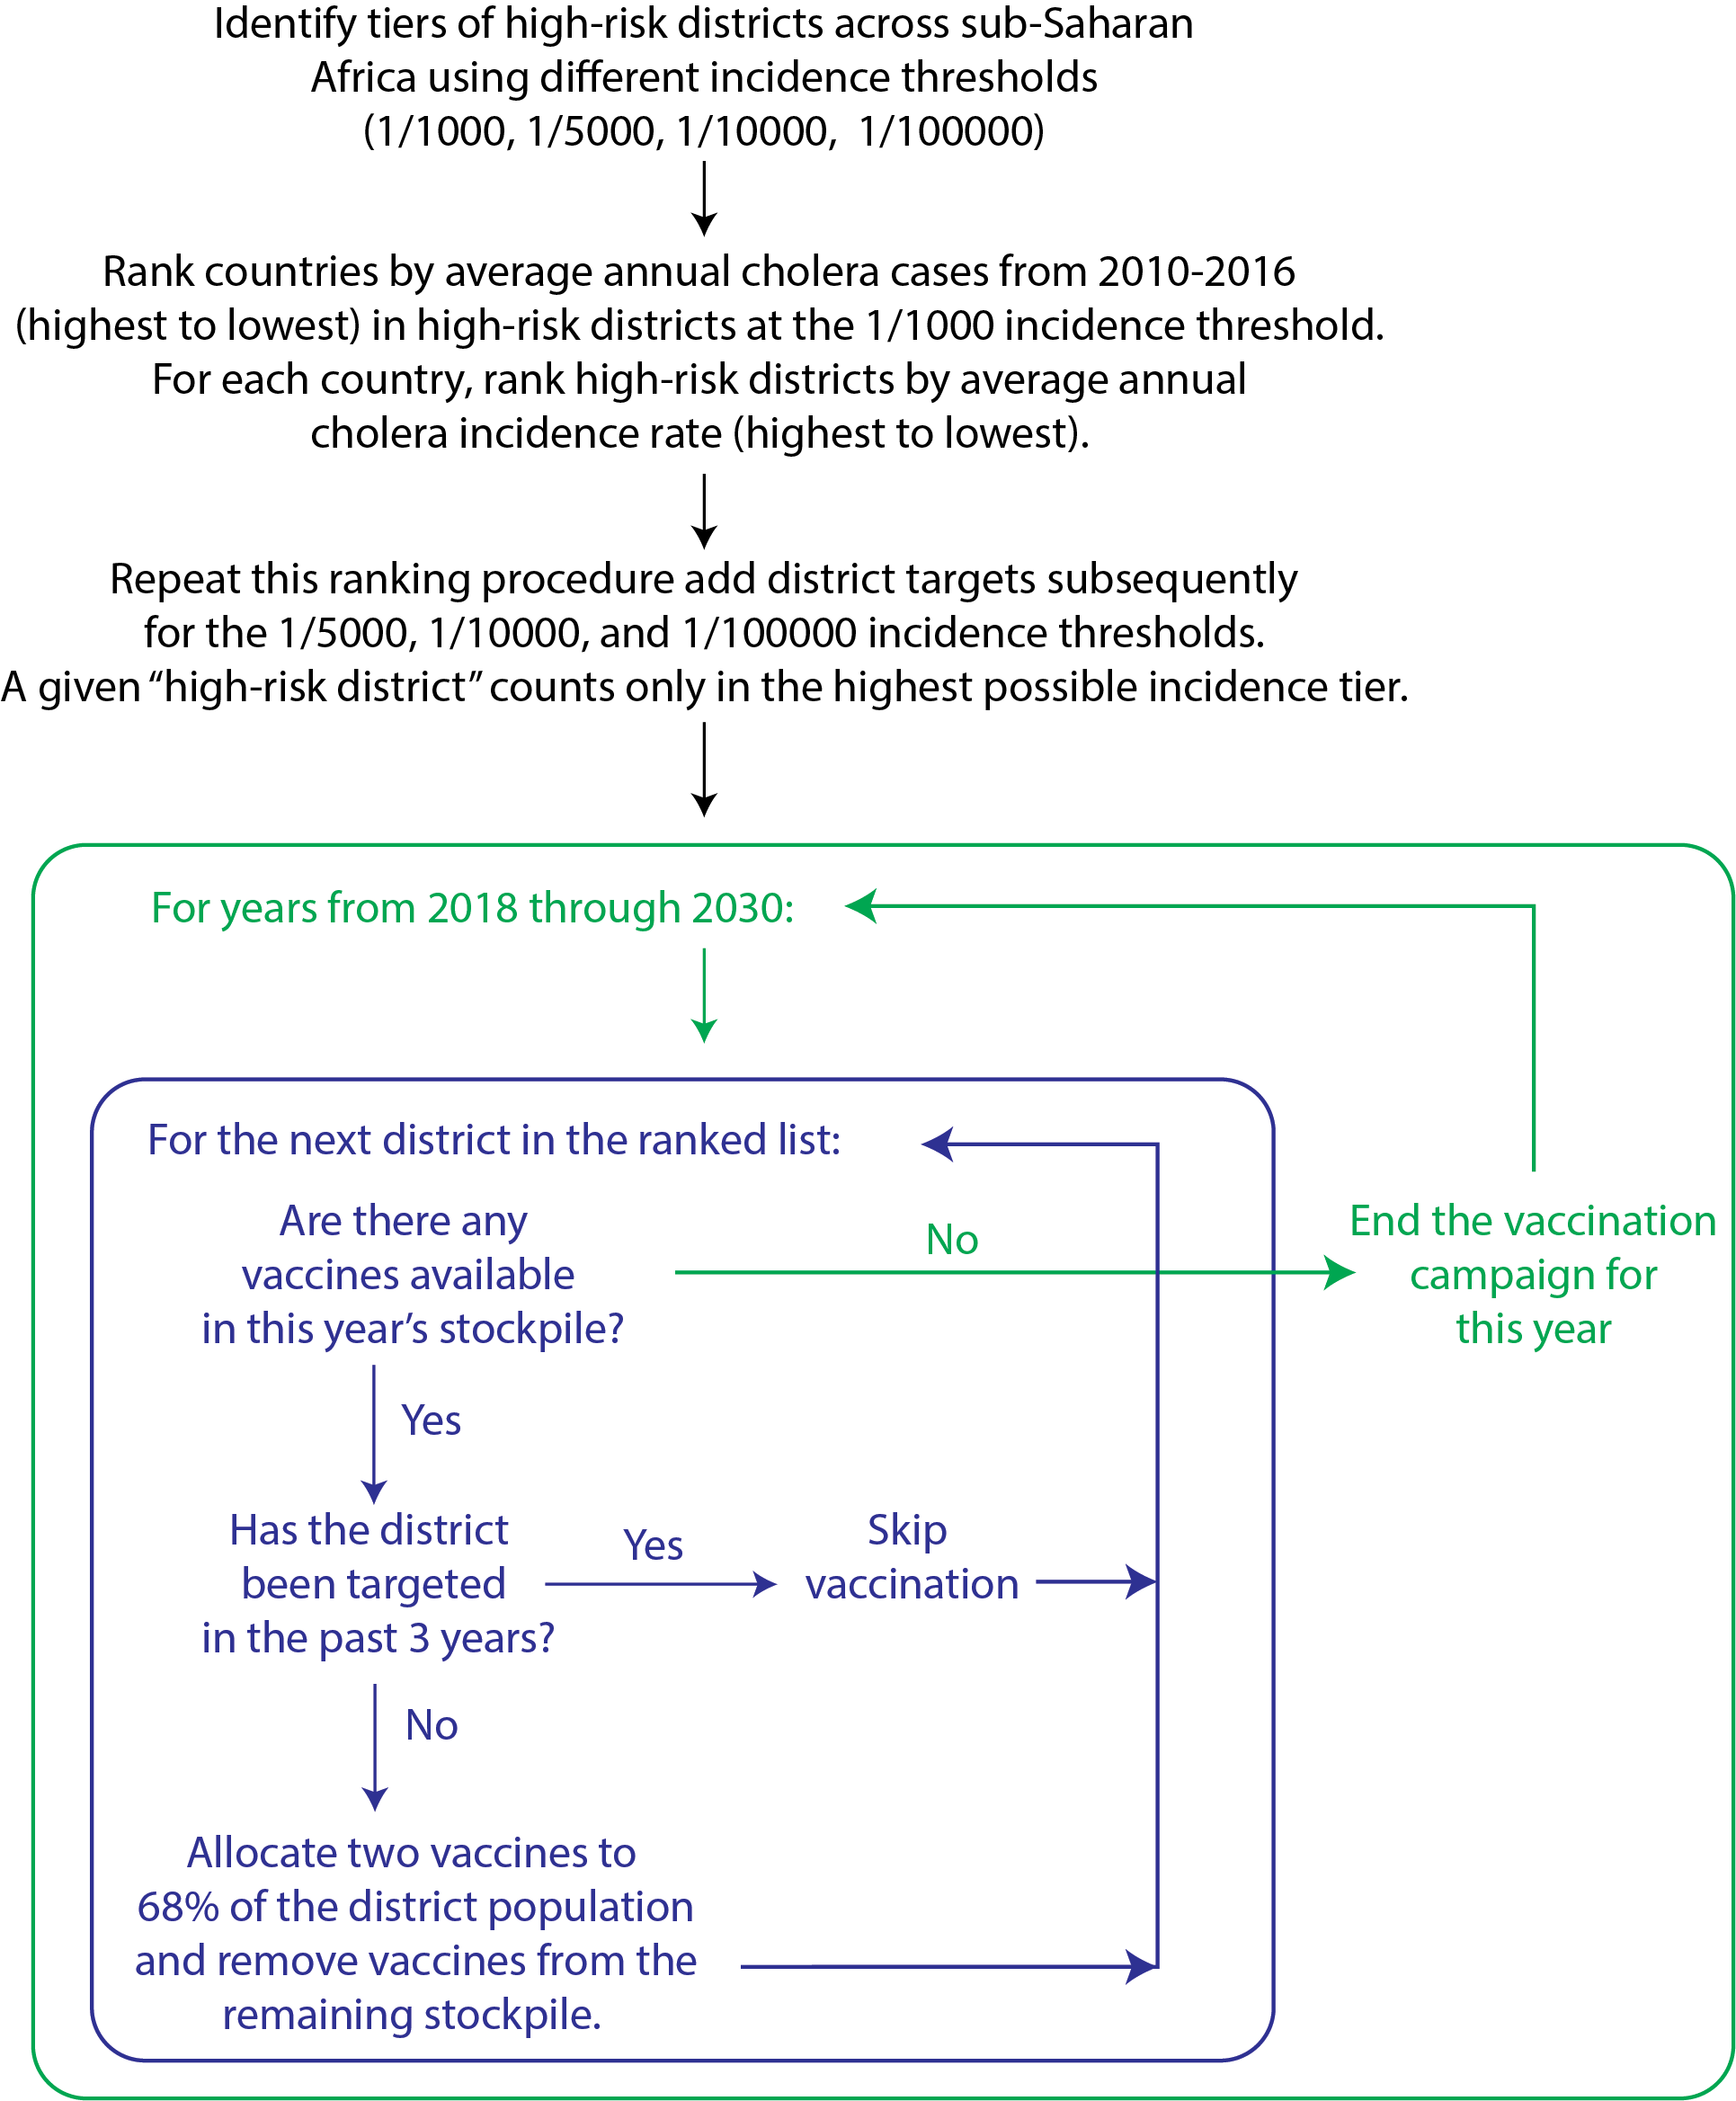 Identify tiers of high-risk districts across sub-Saharan
Africa using different incidence thresholds
(1/1000, 1/5000, 1/10000,  1/100000)
Rank countries by average annual cholera cases from 2010-2016
(highest to lowest) in high-risk districts at the 1/1000 incidence threshold.
For each country, rank high-risk districts by average annual
cholera incidence rate (highest to lowest).
Repeat this ranking procedure add district targets subsequently
for the 1/5000, 1/10000, and 1/100000 incidence thresholds.
A given “high-risk district” counts only in the highest possible incidence tier.
For years from 2018 through 2030:
For the next district in the ranked list:
Are there any
vaccines available
in this year’s stockpile?
No
End the vaccination
campaign for
this year
Yes
Has the district
been targeted
in the past 3 years?
Yes
Skip
vaccination
No
Allocate two vaccines to
68% of the district population
and remove vaccines from the
remaining stockpile.